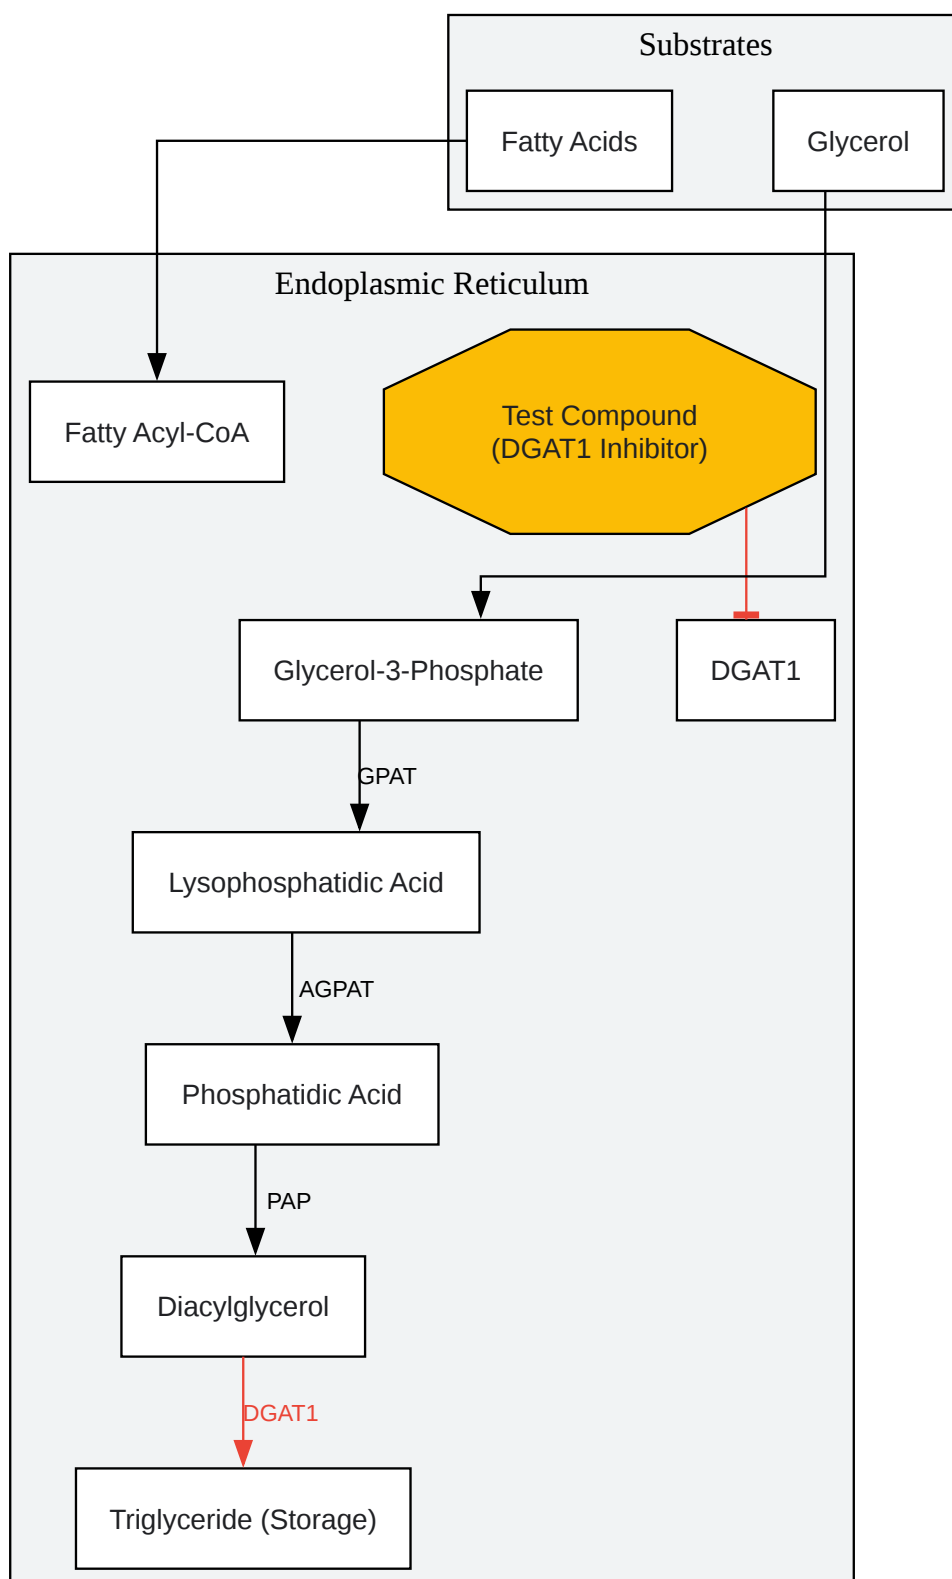 Substrates
Fatty Acids
Glycerol
Endoplasmic Reticulum
Test Compound
(DGAT1 Inhibitor)
Fatty Acyl-CoA
Glycerol-3-Phosphate
DGAT1
GPAT
Lysophosphatidic Acid
AGPAT
Phosphatidic Acid
PAP
Diacylglycerol
DGAT1
Triglyceride (Storage)